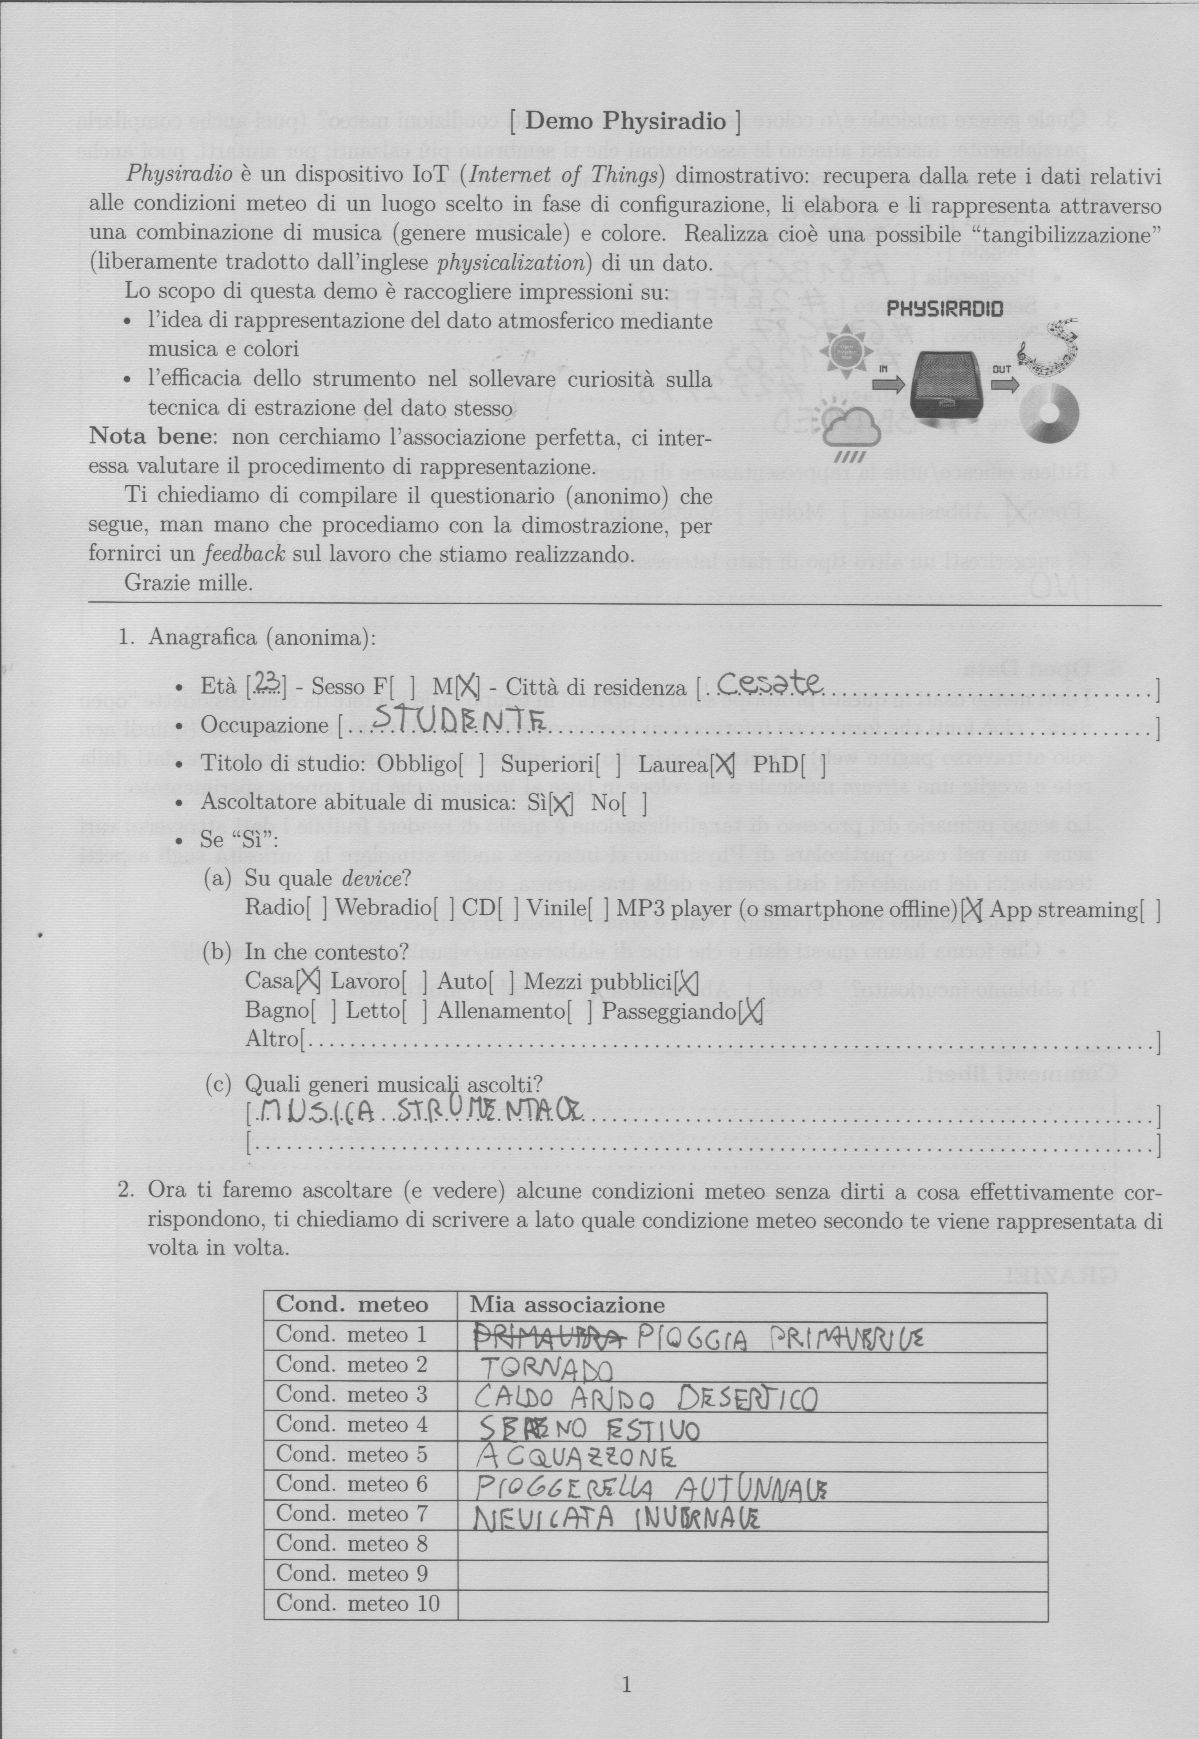 [ Demo Physiradio ]
Physiradio è un dispositivo IoT (Internet of Things) dimostrativo: recupera dalla rete i dati relativi
alle condizioni meteo di un luogo scelto in fase di configurazione, li elabora e li rappresenta attraverso
una combinazione di musica (genere musicale) e colore. Realizza cioè una possibile “tangibilizzazione”
(liberamente tradotto dall'inglese physicalization) di un dato.
Lo scopo di questa demo è raccogliere impressioni su:
• l'idea di rappresentazione del dato atmosferico mediante
musica e colori
• l'efficacia dello strumento nel sollevare curiosità sulla
tecnica di estrazione del dato stesso
Nota bene: non cerchiamo l'associazione perfetta, ci inter-
essa valutare il procedimento di rappresentazione.
Ti chiediamo di compilare il questionario (anonimo) che
segue, man mano che procediamo con la dimostrazione, per
fornirci un feedback sul lavoro che stiamo realizzando.
Grazie mille.
PHYSIRADIO
IN
OUT
1. Anagrafica (anonima):
• Età [23] - Sesso F[ ] M[X] - Città di residenza [Cesate]
• Occupazione [STUDENTE]
• Titolo di studio: Obbligo[ ] Superiori[ ] Laurea[X] PhD[ ]
• Ascoltatore abituale di musica: Sì[X] No[ ]
• Se “Sì”:
(a) Su quale device?
Radio[ ] Webradio[ ] CD[ ] Vinile[ ] MP3 player (o smartphone offline)[X] App streaming[ ]
(b) In che contesto?
Casa[X] Lavoro[ ] Auto[ ] Mezzi pubblici[X]
Bagno[ ] Letto[ ] Allenamento[ ] Passeggiando[X]
Altro[..........]
(c) Quali generi musicali ascolti?
[MUSICA STRUMENTALE]
[..........]
2. Ora ti faremo ascoltare (e vedere) alcune condizioni meteo senza dirti a cosa effettivamente cor-
rispondono, ti chiediamo di scrivere a lato quale condizione meteo secondo te viene rappresentata di
volta in volta.
Cond. meteo Mia associazione
Cond. meteo 1 PRIMAVERA PIOGGIA PRIMAVERILE
Cond. meteo 2 TORNADO
Cond. meteo 3 CALDO ARIDO DESERTICO
Cond. meteo 4 SERENO ESTIVO
Cond. meteo 5 ACQUAZZONE
Cond. meteo 6 PIOGGERELLA AUTUNNALE
Cond. meteo 7 NEVICATA INVERNALE
Cond. meteo 8
Cond. meteo 9
Cond. meteo 10
1